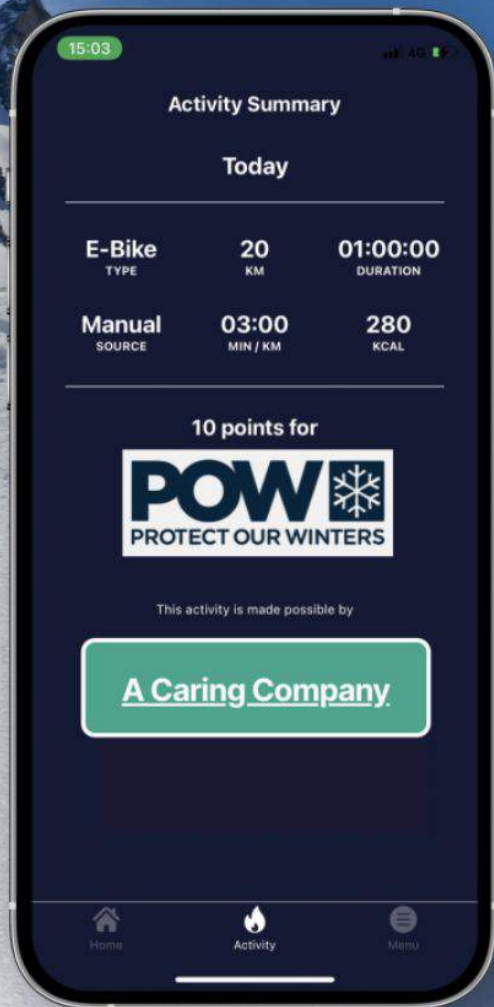 15:03
4G
Activity Summary
Today
E-Bike 20 01:00:00
TYPE KM DURATION
Manual 03:00 280
SOURCE MIN / KM KCAL
10 points for
POW
PROTECT OUR WINTERS
This activity is made possible by
A Caring Company
Home Activity Menu